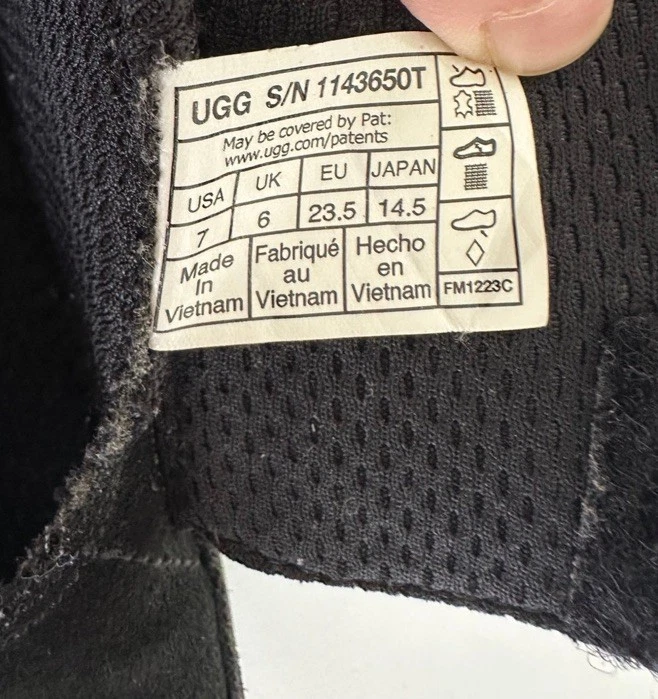 UGG S/N 1143650T
May be covered by Pat:
www.ugg.com/patents
USA UK EU JAPAN
7 6 23.5 14.5
Made In Vietnam
Fabriqué au Vietnam
Hecho en Vietnam
FM1223C